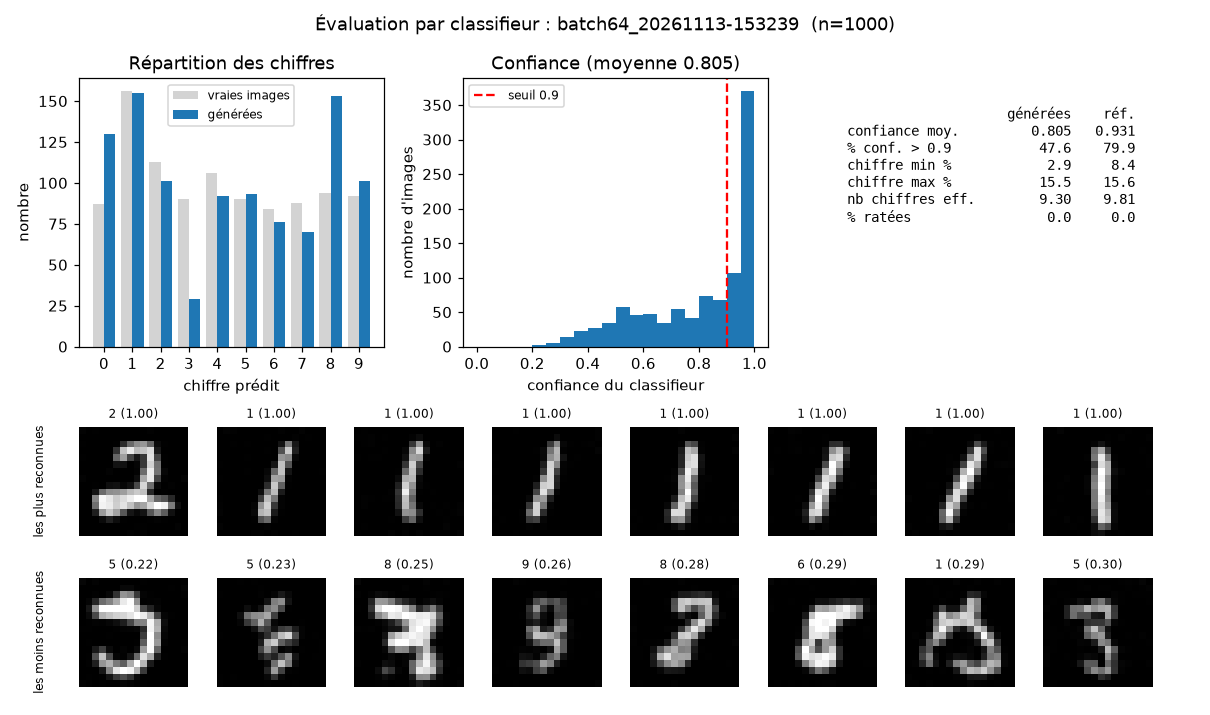 Évaluation par classifieur : batch64_20261113-153239  (n=1000)
Répartition des chiffres
vraies images
générées
150
125
100
75
50
25
0
nombre
0 1 2 3 4 5 6 7 8 9
chiffre prédit
Confiance (moyenne 0.805)
seuil 0.9
350
300
250
200
150
100
50
0
nombre d'images
0.0 0.2 0.4 0.6 0.8 1.0
confiance du classifieur
générées réf.
confiance moy. 0.805 0.931
% conf. > 0.9 47.6 79.9
chiffre min % 2.9 8.4
chiffre max % 15.5 15.6
nb chiffres eff. 9.30 9.81
% ratées 0.0 0.0
les plus reconnues
2 (1.00) 1 (1.00) 1 (1.00) 1 (1.00) 1 (1.00) 1 (1.00) 1 (1.00) 1 (1.00)
les moins reconnues
5 (0.22) 5 (0.23) 8 (0.25) 9 (0.26) 8 (0.28) 6 (0.29) 1 (0.29) 5 (0.30)